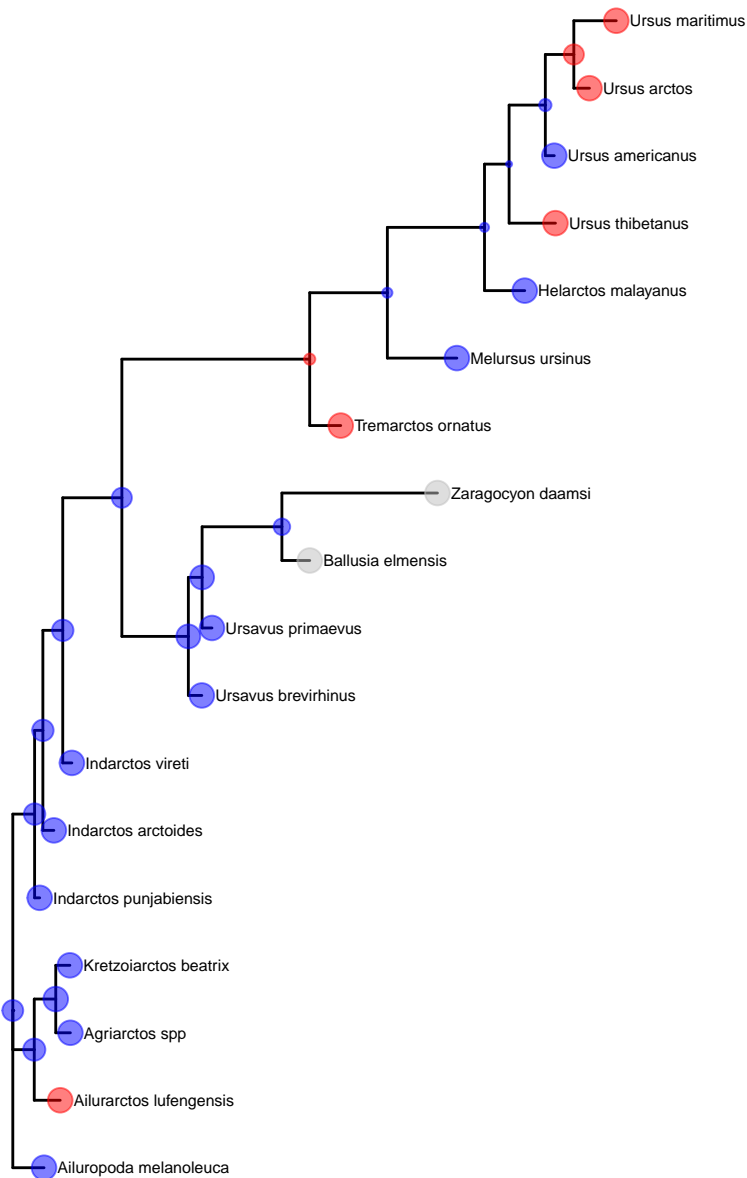 Ursus maritimus
Ursus arctos
Ursus americanus
Ursus thibetanus
Helarctos malayanus
Melursus ursinus
Tremarctos ornatus
Zaragocyon daamsi
Ballusia elmensis
Ursavus primaevus
Ursavus brevirhinus
Indarctos vireti
Indarctos arctoides
Indarctos punjabiensis
Kretzoiarctos beatrix
Agriarctos spp
Ailurarctos lufengensis
Ailuropoda melanoleuca